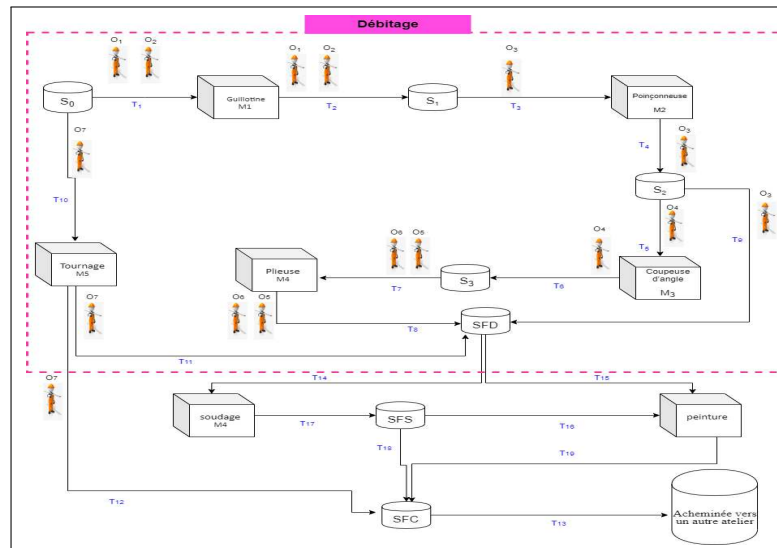 Débitage
O₁ O₂
O₁ O₂
O₃
S₀
T₁
Guillotine
M1
T₂
S₁
T₃
Poinçonneuse
M2
O₇
T₄
O₃
T₁₀
S₂
O₃
O₄
T₅
T₉
Tournage
M5
O₇
Plieuse
M4
O₆ O₅
T₇
S₃
O₄
T₆
Coupeuse
d'angle
M₃
O₆ O₅
T₈
SFD
T₁₁
O₇
T₁₄
T₁₅
soudage
M4
T₁₇
SFS
T₁₆
peinture
T₁₈
T₁₉
T₁₂
SFC
T₁₃
Acheminée vers
un autre atelier